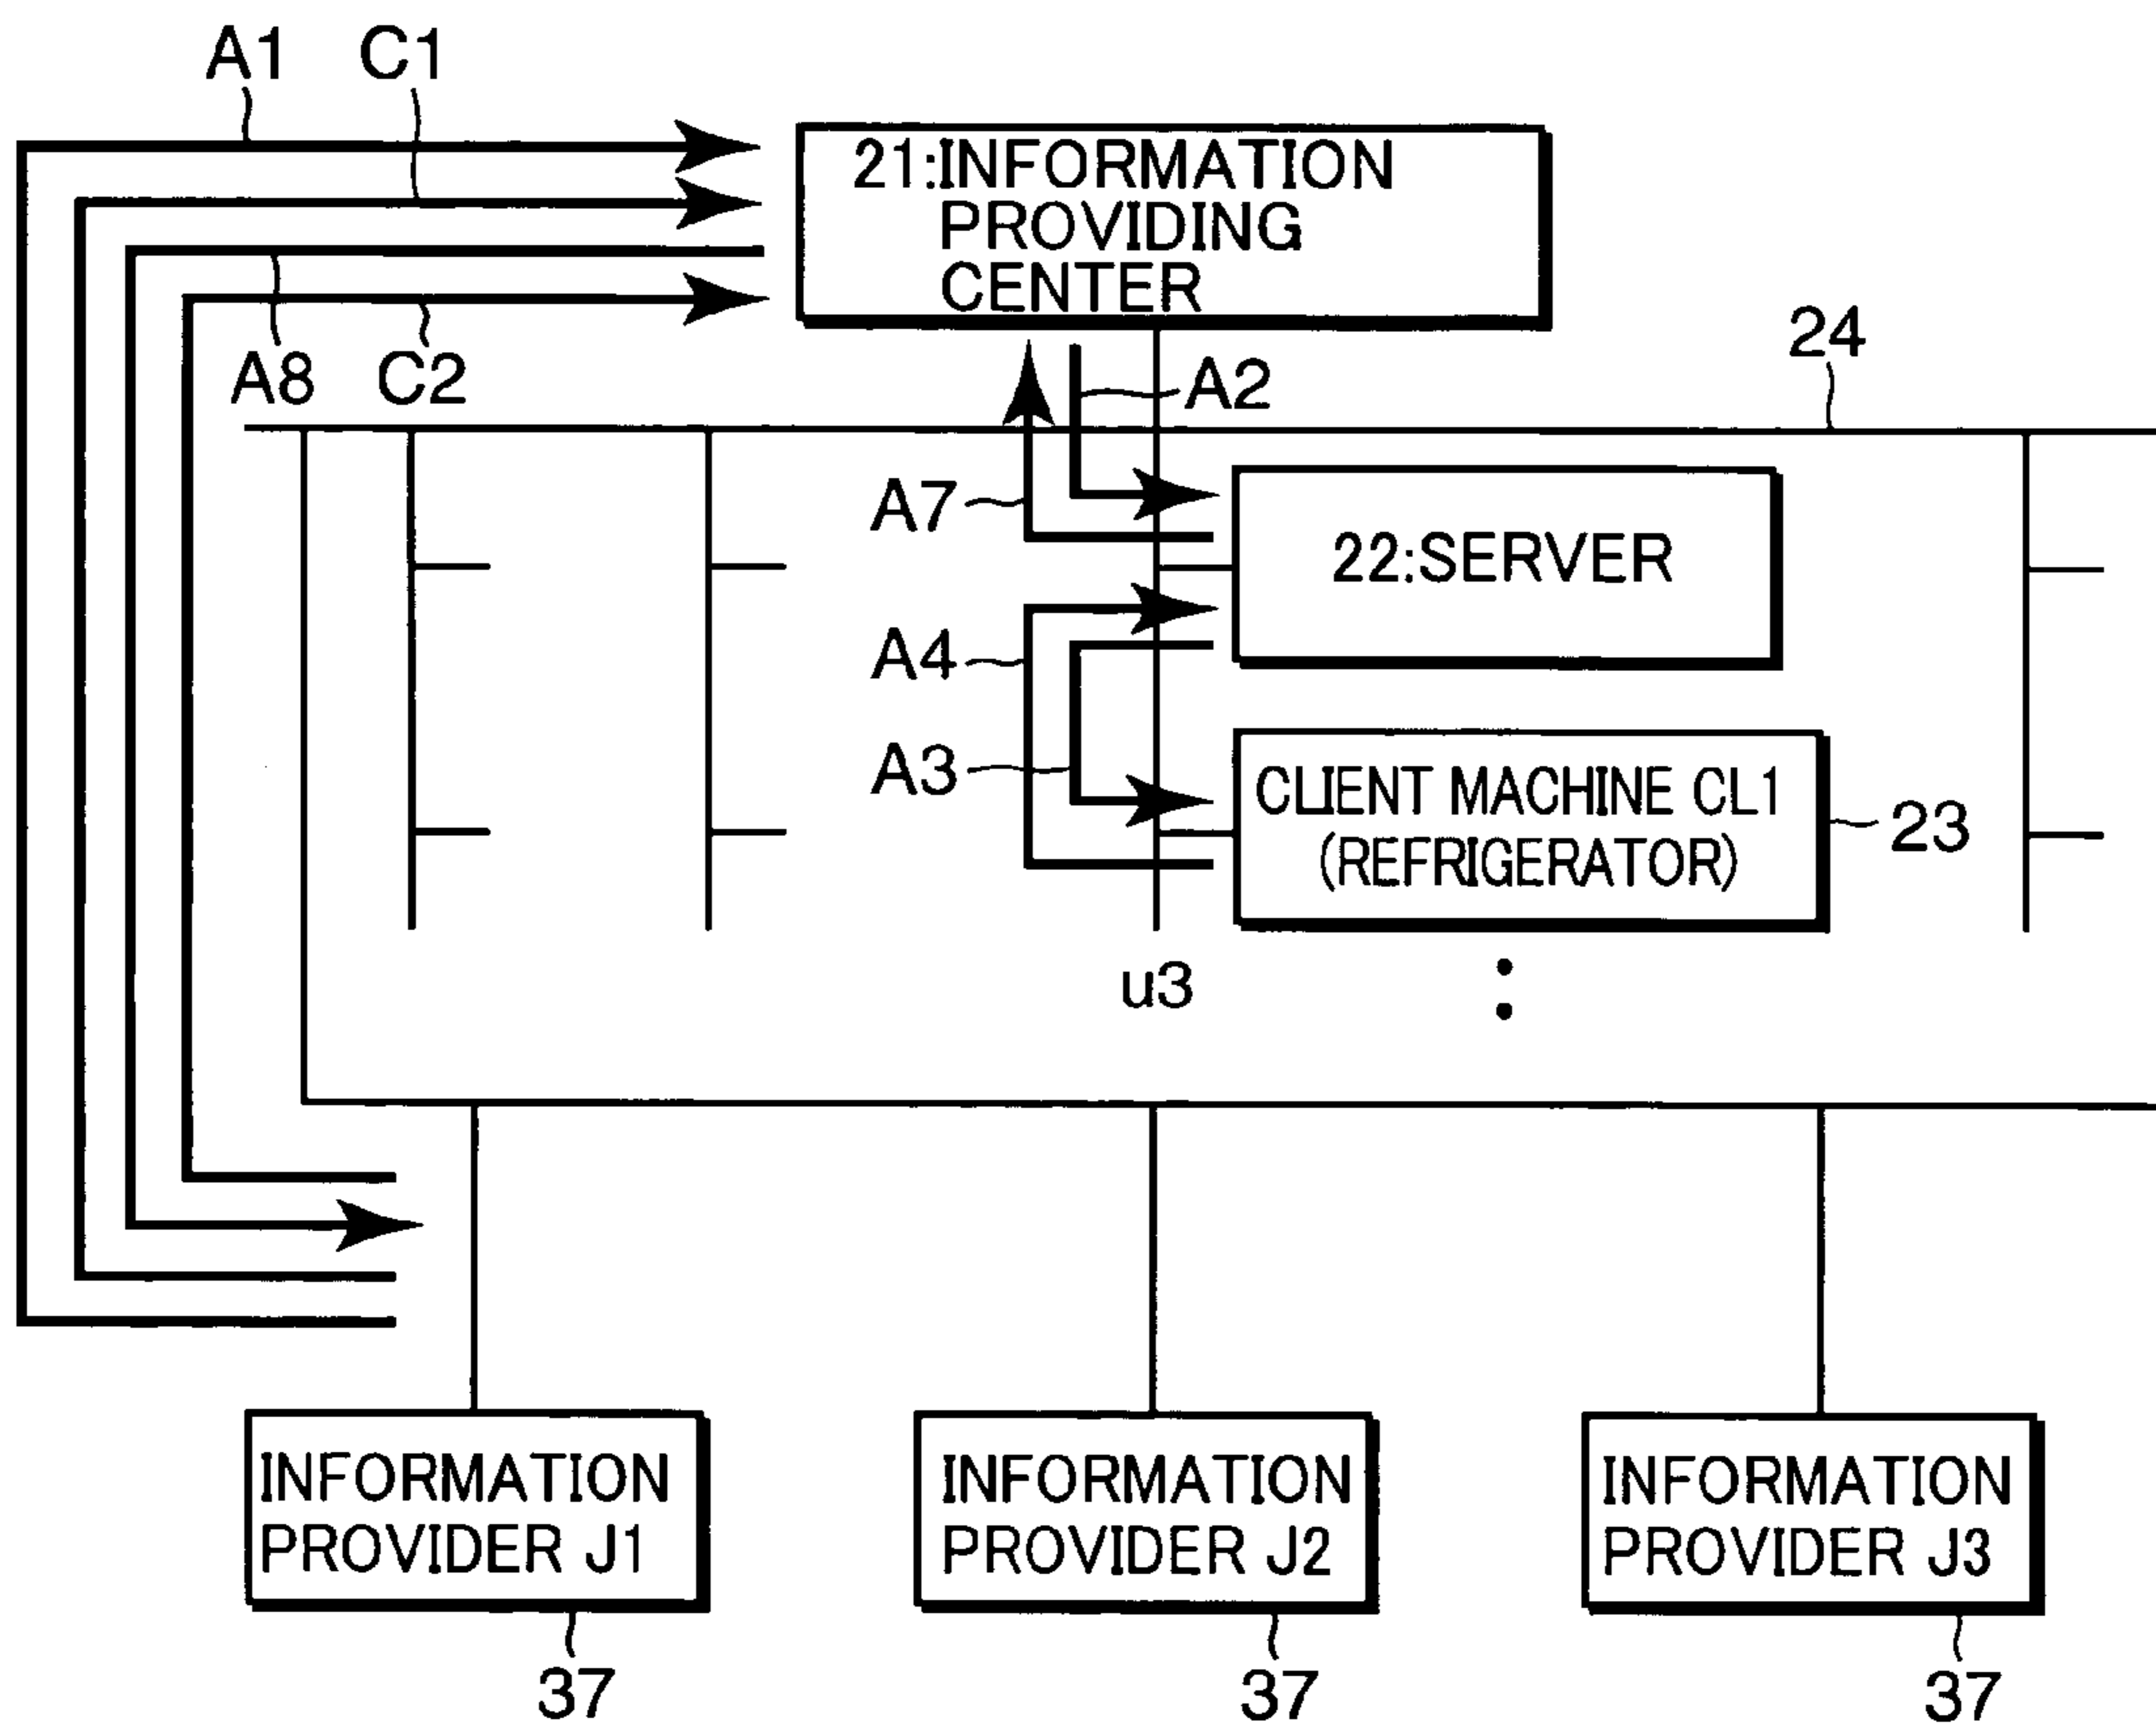 A1 C1
21:INFORMATION
PROVIDING
CENTER
24
A8 C2
A2
A7
22:SERVER
A4
A3
CLIENT MACHINE CL1
(REFRIGERATOR)
23
u3
INFORMATION
PROVIDER J1
INFORMATION
PROVIDER J2
INFORMATION
PROVIDER J3
37
37
37